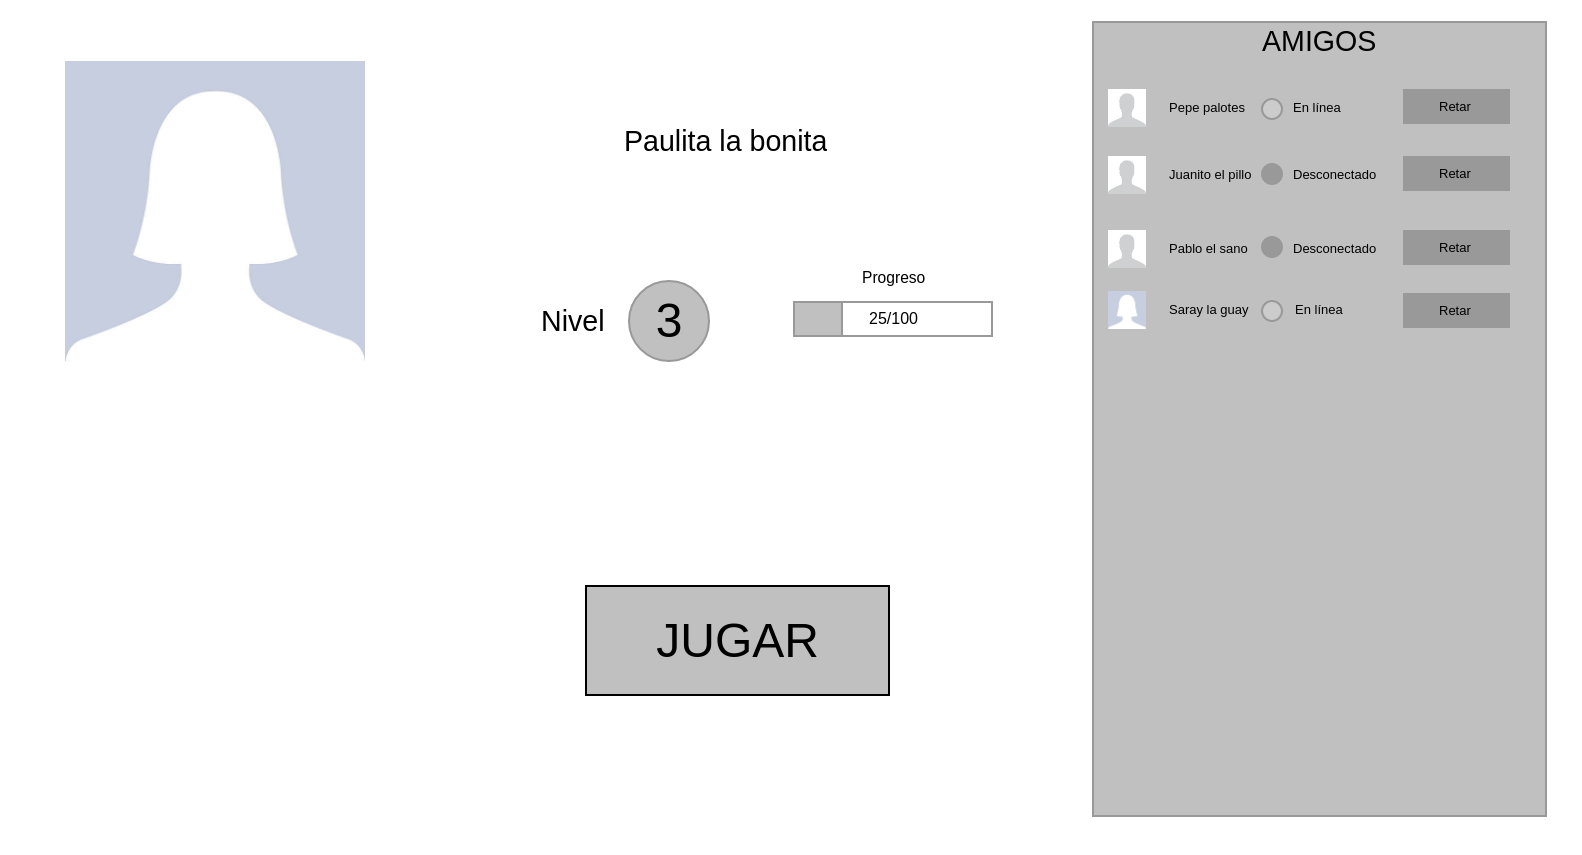 Paulita la bonita
Nivel 3
Progreso
25/100
JUGAR
AMIGOS
Pepe palotes En línea Retar
Juanito el pillo Desconectado Retar
Pablo el sano Desconectado Retar
Saray la guay En línea Retar